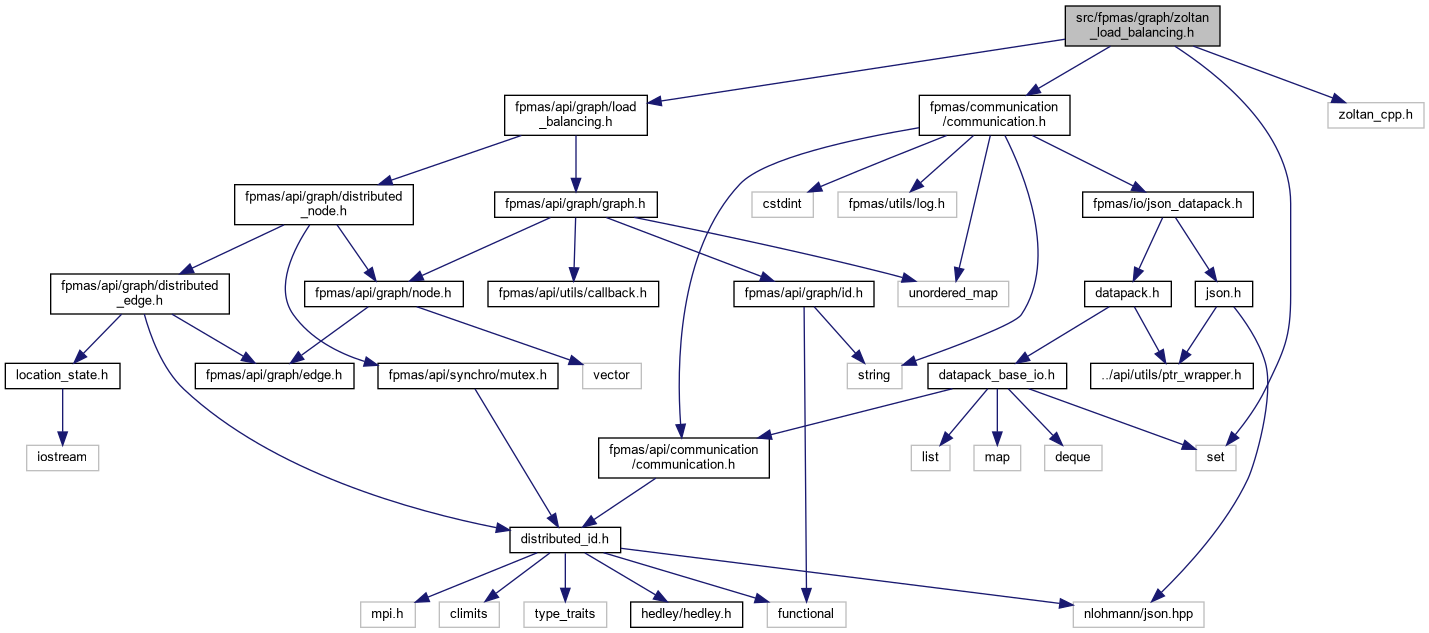 src/fpmas/graph/zoltan
_load_balancing.h
fpmas/api/graph/load
_balancing.h
fpmas/communication
/communication.h
zoltan_cpp.h
fpmas/api/graph/distributed
_node.h
fpmas/api/graph/graph.h
cstdint
fpmas/utils/log.h
fpmas/io/json_datapack.h
fpmas/api/graph/distributed
_edge.h
fpmas/api/graph/node.h
fpmas/api/utils/callback.h
fpmas/api/graph/id.h
unordered_map
datapack.h
json.h
location_state.h
fpmas/api/graph/edge.h
fpmas/api/synchro/mutex.h
vector
string
datapack_base_io.h
../api/utils/ptr_wrapper.h
iostream
fpmas/api/communication
/communication.h
list
map
deque
set
distributed_id.h
mpi.h
climits
type_traits
hedley/hedley.h
functional
nlohmann/json.hpp